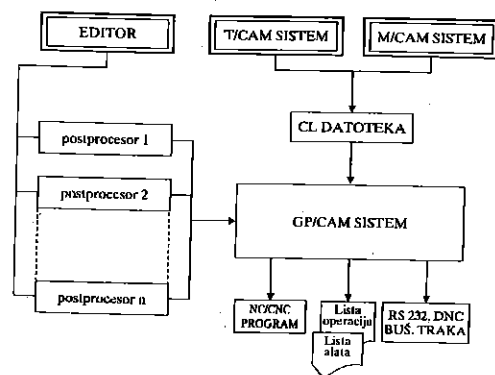 EDITOR
T/CAM SISTEM
M/CAM SISTEM
CL DATOTEKA
postprocesor 1
postprocesor 2
postprocesor n
GP/CAM SISTEM
NC/CNC
PROGRAM
Lista
operacija
Lista
alata
RS 232, DNC
BUŠ. TRAKA